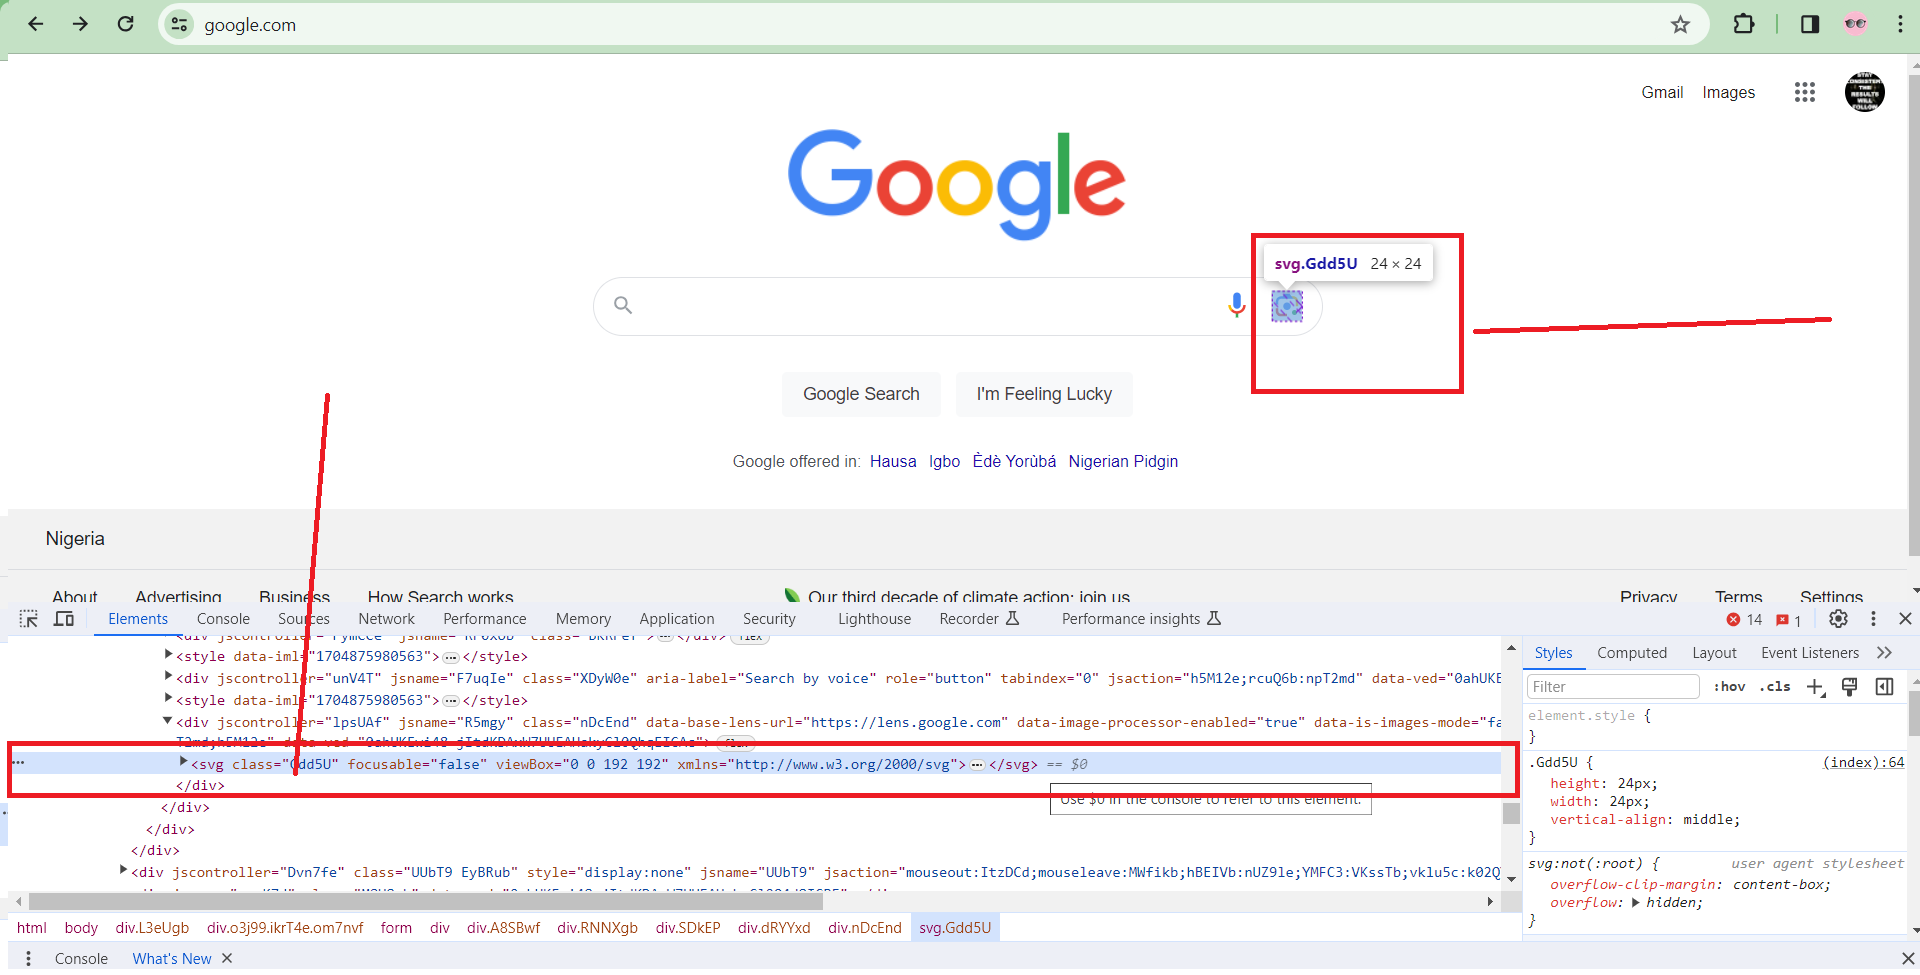 google.com
Gmail Images
STAY
CONSISTENT
THE
RESULTS
WILL
FOLLOW
Google
svg.Gdd5U 24 × 24
Google Search I'm Feeling Lucky
Google offered in: Hausa Igbo Èdè Yorùbá Nigerian Pidgin
Nigeria
About Advertising Business How Search works Our third decade of climate action: join us Privacy Terms Settings
Elements Console Sources Network Performance Memory Application Security Lighthouse Recorder Performance insights 14 1
<style data-iml="1704875980563">…</style>
<div jscontroller="unV4T" jsname="F7uqIe" class="XDyW0e" aria-label="Search by voice" role="button" tabindex="0" jsaction="h5M12e;rcuQ6b:npT2md" data-ved="0ahUKE
<style data-iml="1704875980563">…</style>
<div jscontroller="lpsUAf" jsname="R5mgy" class="nDcEnd" data-base-lens-url="https://lens.google.com" data-image-processor-enabled="true" data-is-images-mode="fa
<svg class="Gdd5U" focusable="false" viewBox="0 0 192 192" xmlns="http://www.w3.org/2000/svg">…</svg> == $0
</div>
Use $0 in the console to refer to this element.
</div>
</div>
</div>
<div jscontroller="Dvn7fe" class="UUbT9 EyBRub" style="display:none" jsname="UUbT9" jsaction="mouseout:ItzDCd;mouseleave:MWfikb;hBEIVb:nUZ9le;YMFC3:VKssTb;vklu5c:k02Q
html body div.L3eUgb div.o3j99.ikrT4e.om7nvf form div div.A8SBwf div.RNNXgb div.SDkEP div.dRYYxd div.nDcEnd svg.Gdd5U
Console What's New
Styles Computed Layout Event Listeners
Filter :hov .cls
element.style {
}
.Gdd5U { (index):64
height: 24px;
width: 24px;
vertical-align: middle;
}
svg:not(:root) { user agent stylesheet
overflow-clip-margin: content-box;
overflow: hidden;
}